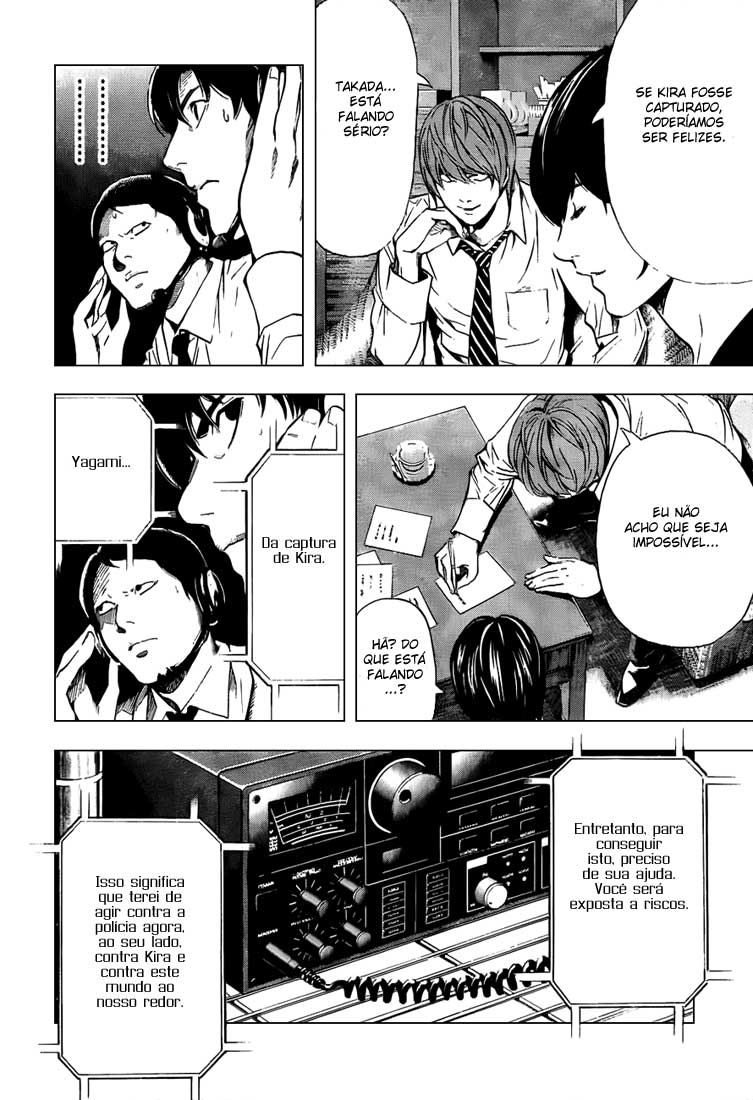 SE KIRA FOSSE
CAPTURADO,
PODERÍAMOS
SER FELIZES.
TAKADA...
ESTÁ
FALANDO
SÉRIO?
EU NÃO
ACHO QUE SEJA
IMPOSSÍVEL...
HÃ? DO
QUE ESTÁ
FALANDO
...?
Da captura
de Kira.
Yagami...
Entretanto, para
conseguir
isto, preciso
de sua ajuda.
Você será
exposta a riscos.
Isso significa
que terei de
agir contra a
polícia agora,
ao seu lado,
contra Kira e
contra este
mundo ao
nosso redor.